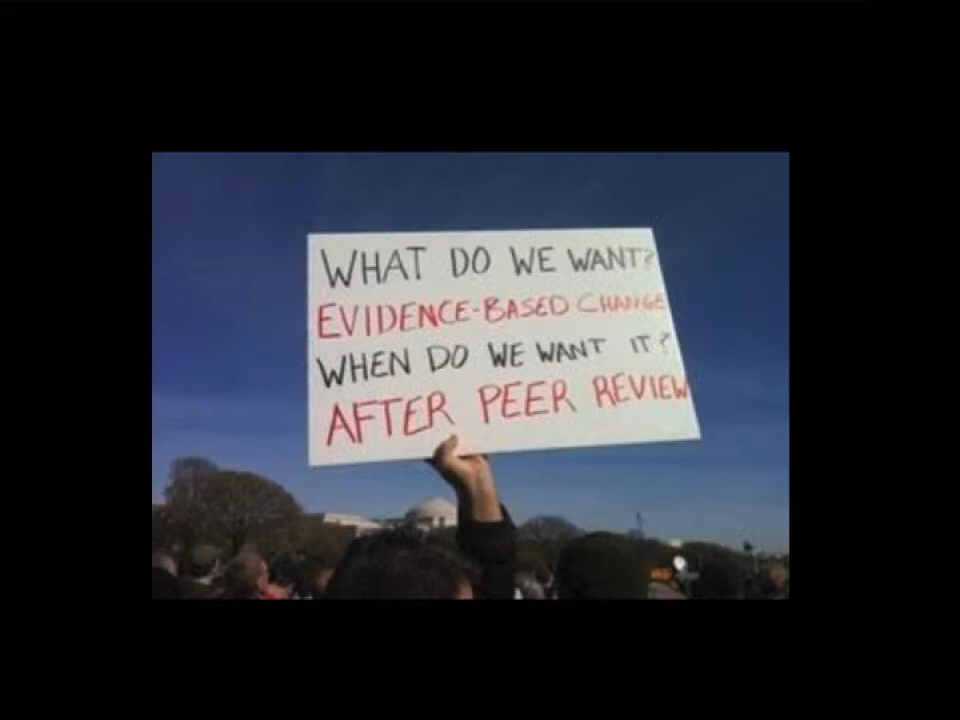 WHAT DO WE WANT?
EVIDENCE-BASED CHANGE
WHEN DO WE WANT IT?
AFTER PEER REVIEW